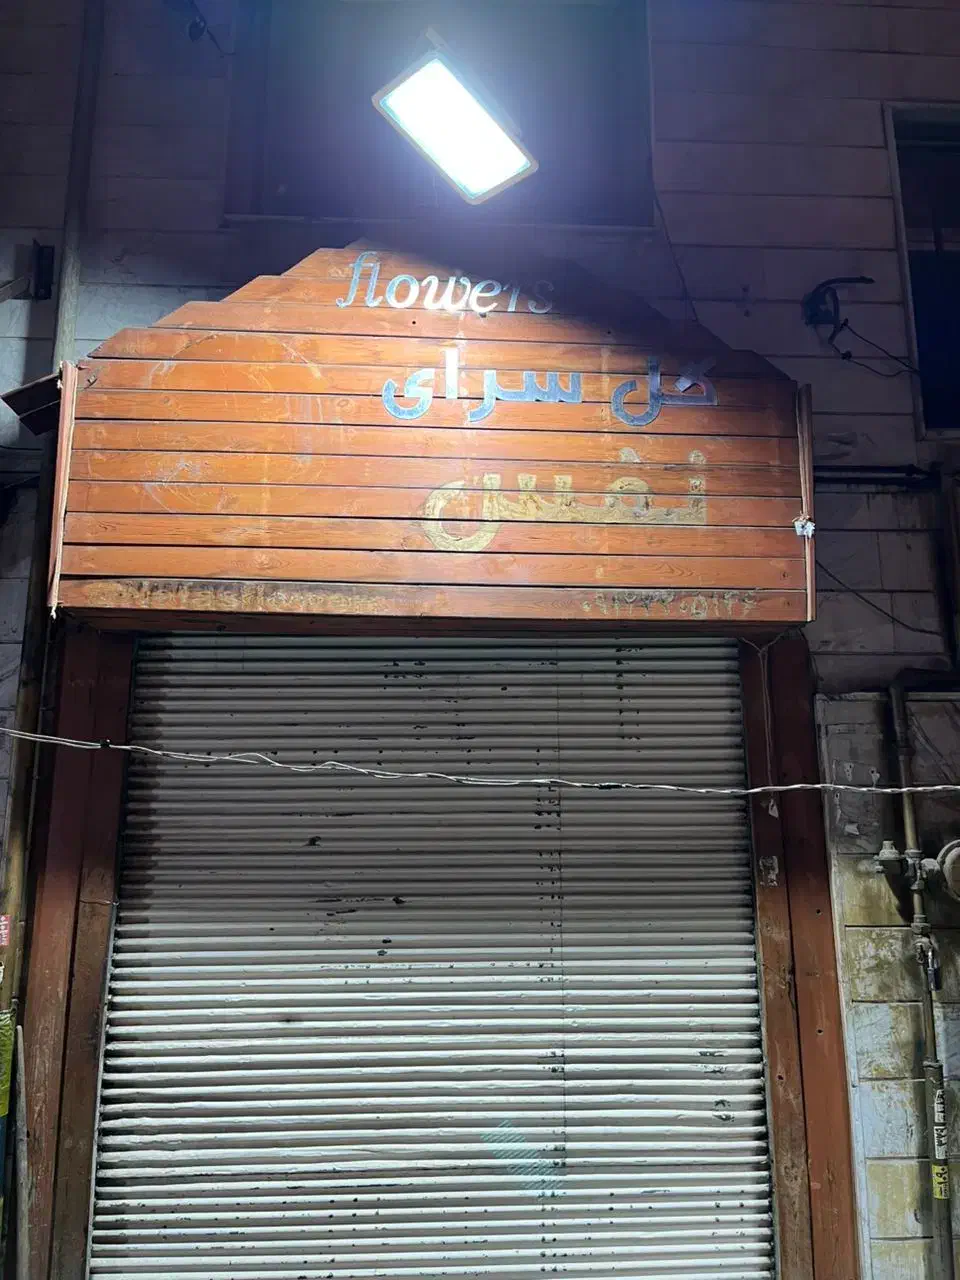 flowers
گل سرای
نفس